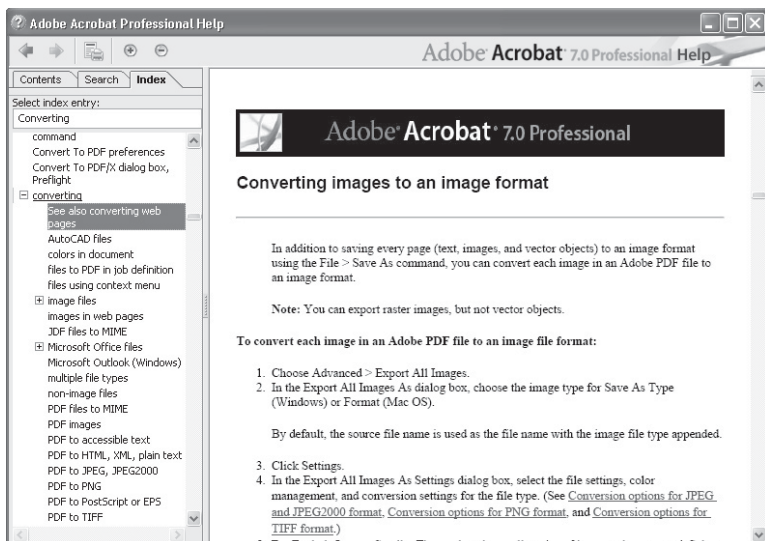 Adobe Acrobat Professional Help
Adobe Acrobat 7.0 Professional Help
Contents Search Index
Select index entry:
Converting
command
Convert To PDF preferences
Convert To PDF/X dialog box,
Preflight
converting
See also converting web
pages
AutoCAD files
colors in document
files to PDF in job definition
files using context menu
image files
images in web pages
JDF files to MIME
Microsoft Office files
Microsoft Outlook (Windows)
multiple file types
non-image files
PDF files to MIME
PDF images
PDF to accessible text
PDF to HTML, XML, plain text
PDF to JPEG, JPEG2000
PDF to PNG
PDF to PostScript or EPS
PDF to TIFF
Adobe Acrobat 7.0 Professional
Converting images to an image format
In addition to saving every page (text, images, and vector objects) to an image format
using the File > Save As command, you can convert each image in an Adobe PDF file to
an image format.
Note: You can export raster images, but not vector objects.
To convert each image in an Adobe PDF file to an image file format:
1. Choose Advanced > Export All Images.
2. In the Export All Images As dialog box, choose the image type for Save As Type
(Windows) or Format (Mac OS).
By default, the source file name is used as the file name with the image file type appended.
3. Click Settings.
4. In the Export All Images As Settings dialog box, select the file settings, color
management, and conversion settings for the file type. (See Conversion options for JPEG
and JPEG2000 format, Conversion options for PNG format, and Conversion options for
TIFF format.)